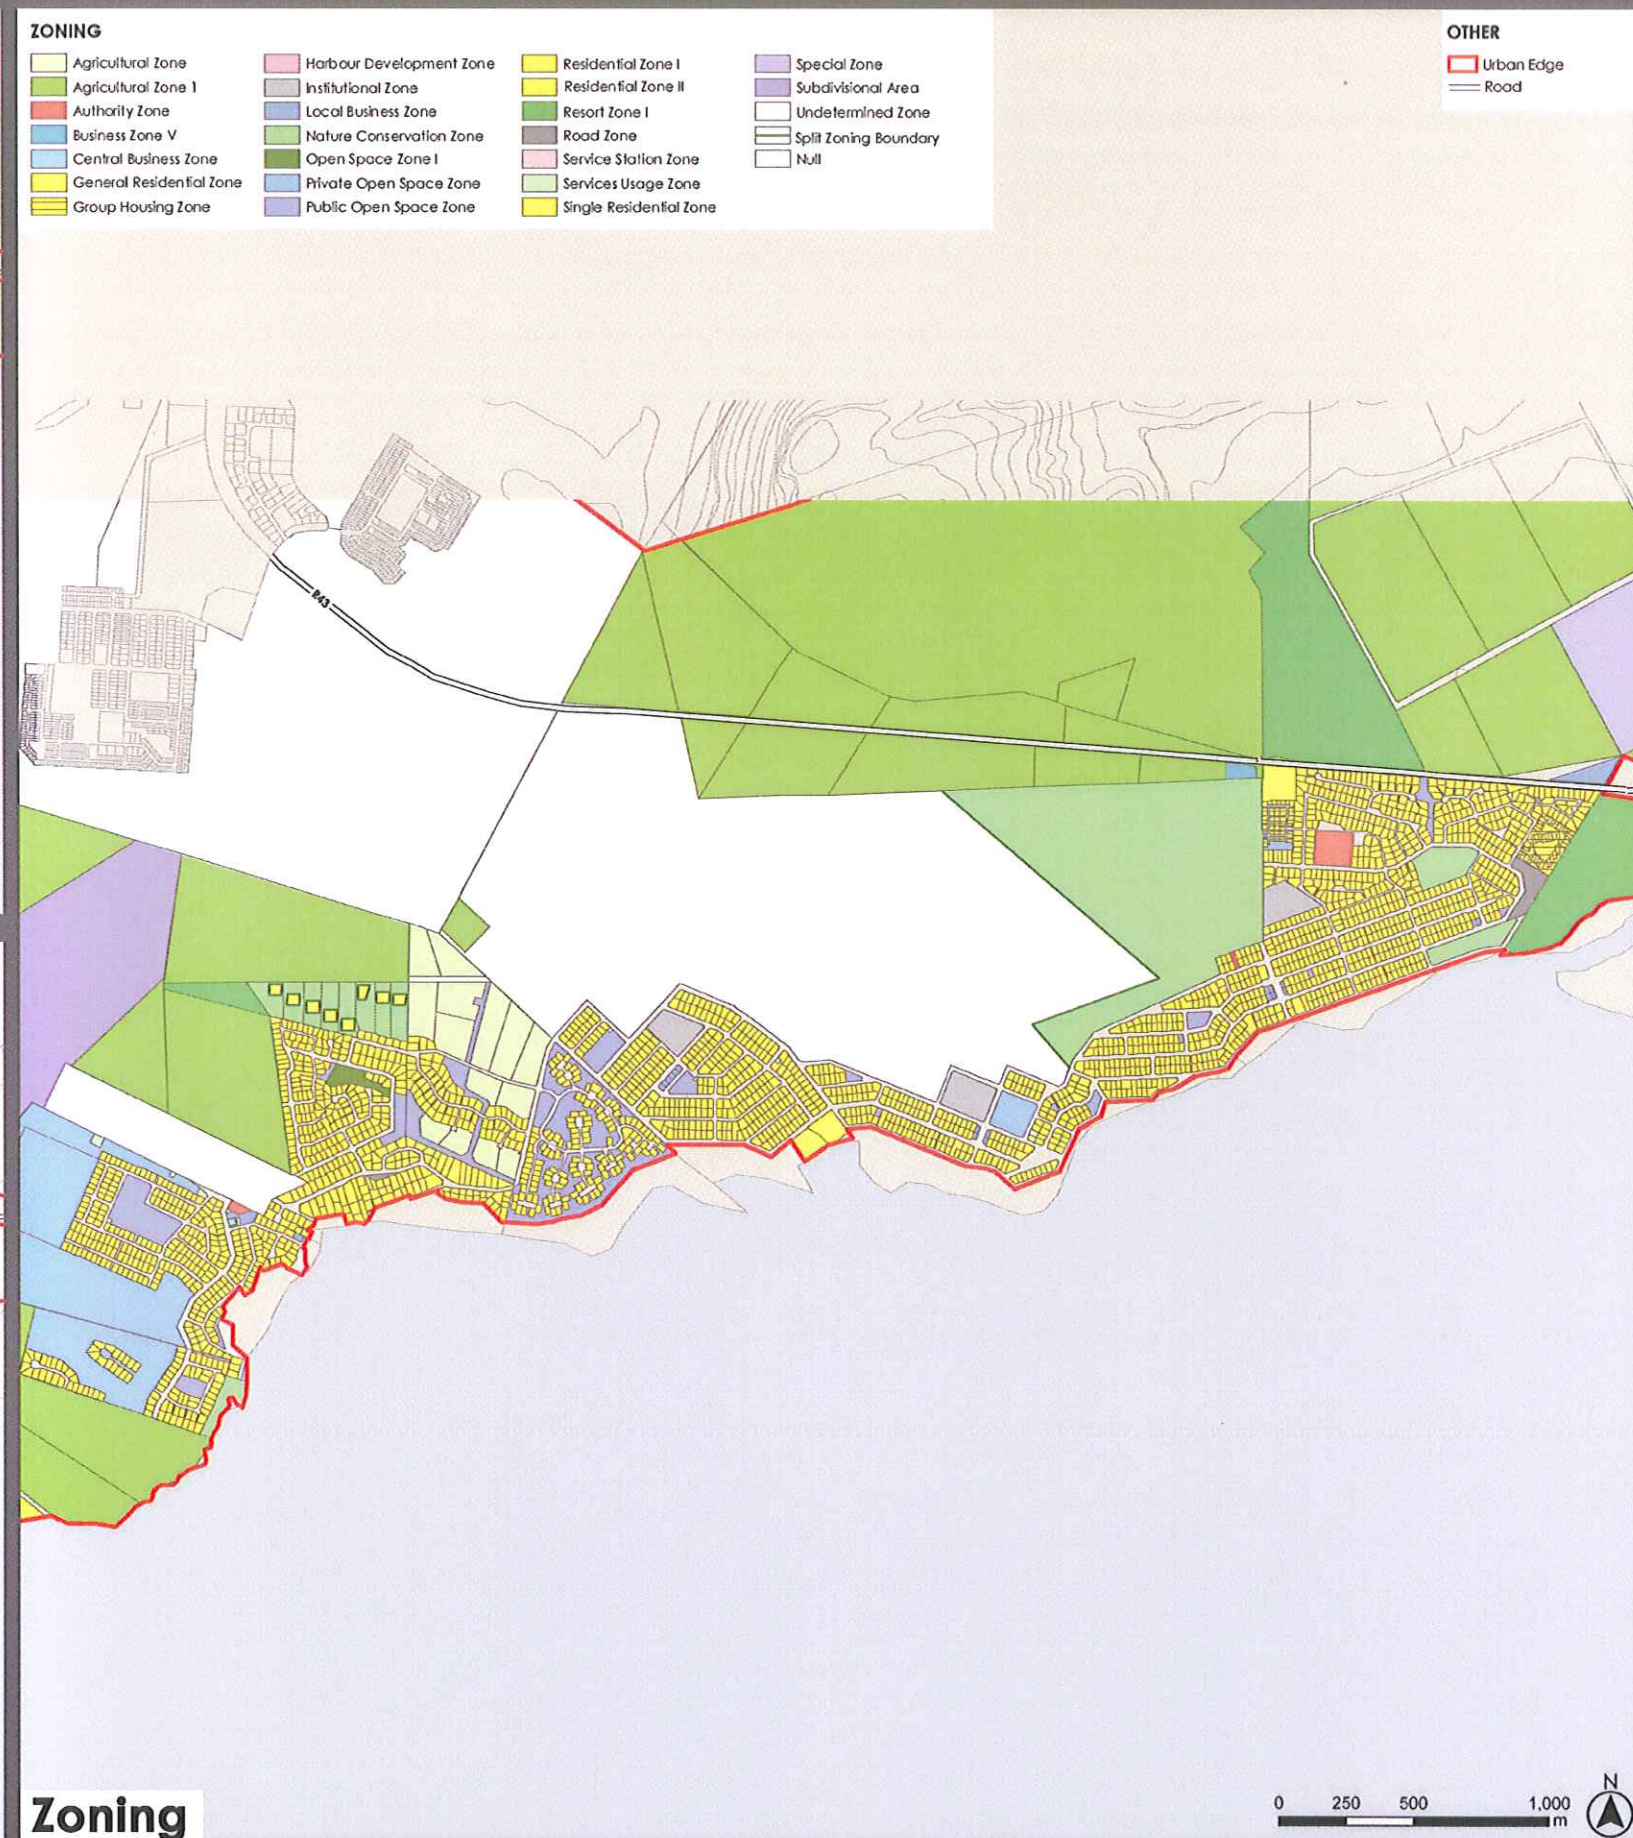 ZONING
Agricultural Zone
Agricultural Zone 1
Authority Zone
Business Zone V
Central Business Zone
General Residential Zone
Group Housing Zone
Harbour Development Zone
Institutional Zone
Local Business Zone
Nature Conservation Zone
Open Space Zone I
Private Open Space Zone
Public Open Space Zone
Residential Zone I
Residential Zone II
Resort Zone I
Road Zone
Service Station Zone
Services Usage Zone
Single Residential Zone
Special Zone
Subdivisional Area
Undetermined Zone
Split Zoning Boundary
Null
OTHER
Urban Edge
Road
R43
Zoning
0 250 500 1,000
m
N